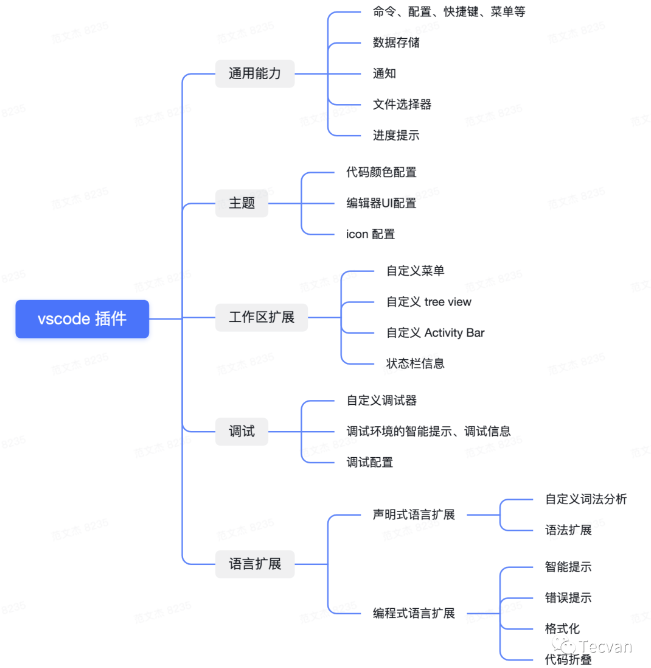 vscode 插件
通用能力
命令、配置、快捷键、菜单等
数据存储
通知
文件选择器
进度提示
主题
代码颜色配置
编辑器UI配置
icon 配置
工作区扩展
自定义菜单
自定义 tree view
自定义 Activity Bar
状态栏信息
调试
自定义调试器
调试环境的智能提示、调试信息
调试配置
语言扩展
声明式语言扩展
自定义词法分析
语法扩展
编程式语言扩展
智能提示
错误提示
格式化
代码折叠
Tecvan